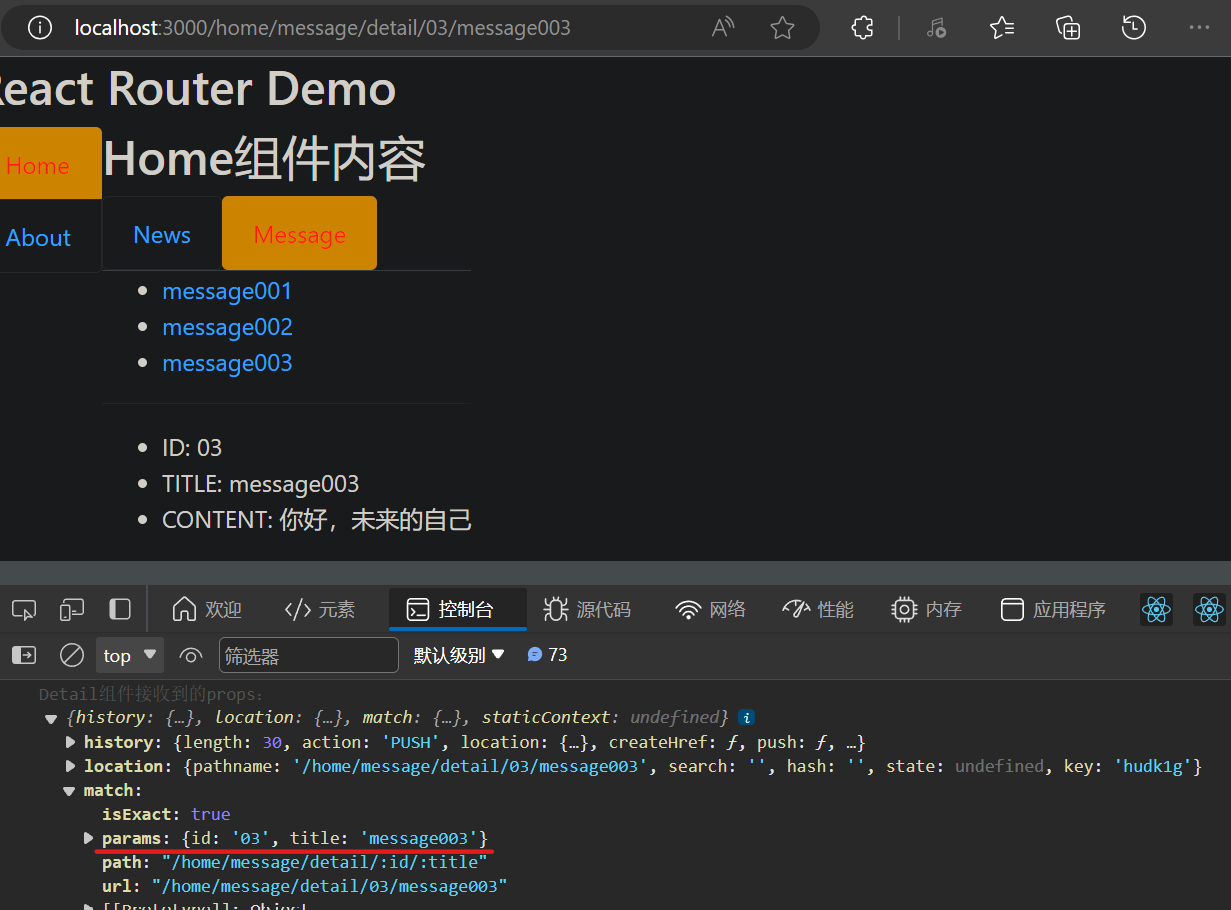 localhost:3000/home/message/detail/03/message003
React Router Demo
Home
Home组件内容
About
News
Message
message001
message002
message003
ID: 03
TITLE: message003
CONTENT: 你好，未来的自己
欢迎
</> 元素
控制台
源代码
网络
性能
内存
应用程序
top
筛选器
默认级别
73
Detail组件接收到的props:
{history: {…}, location: {…}, match: {…}, staticContext: undefined}
history: {length: 30, action: 'PUSH', location: {…}, createHref: ƒ, push: ƒ, …}
location: {pathname: '/home/message/detail/03/message003', search: '', hash: '', state: undefined, key: 'hudk1g'}
match:
isExact: true
params: {id: '03', title: 'message003'}
path: "/home/message/detail/:id/:title"
url: "/home/message/detail/03/message003"
[[Prototype]]: Object